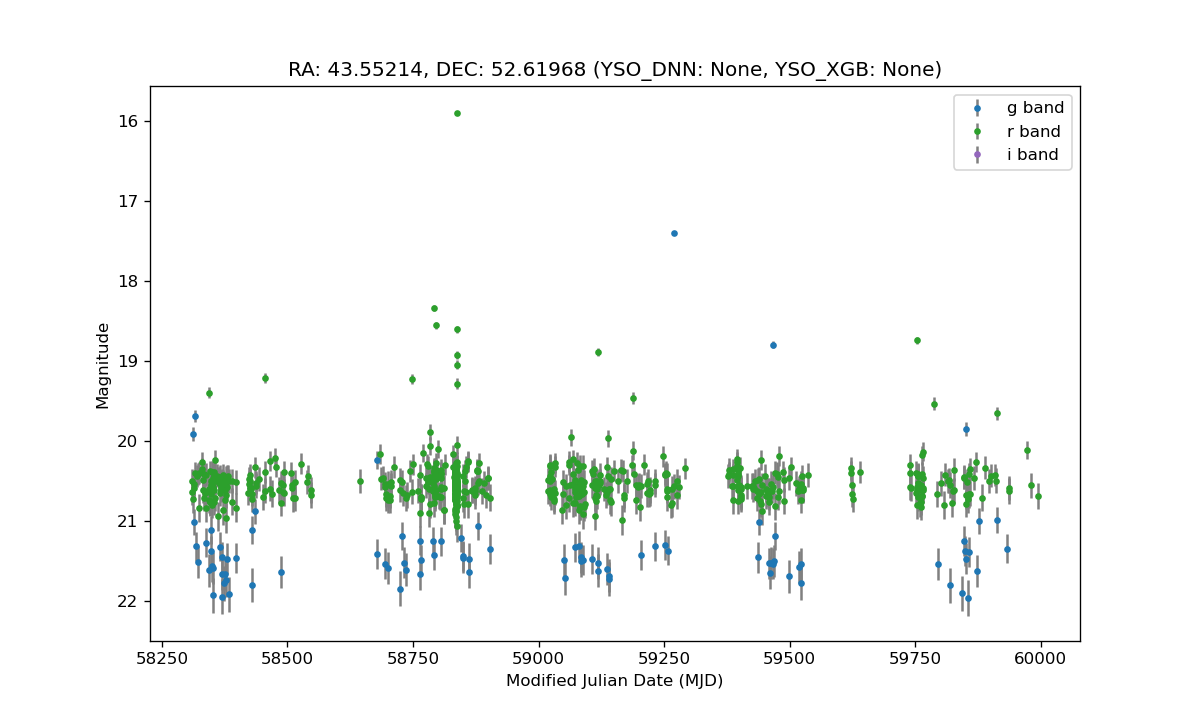 RA: 43.55214, DEC: 52.61968 (YSO_DNN: None, YSO_XGB: None)
g band
r band
i band
16
17
18
19
20
21
22
Magnitude
58250 58500 58750 59000 59250 59500 59750 60000
Modified Julian Date (MJD)